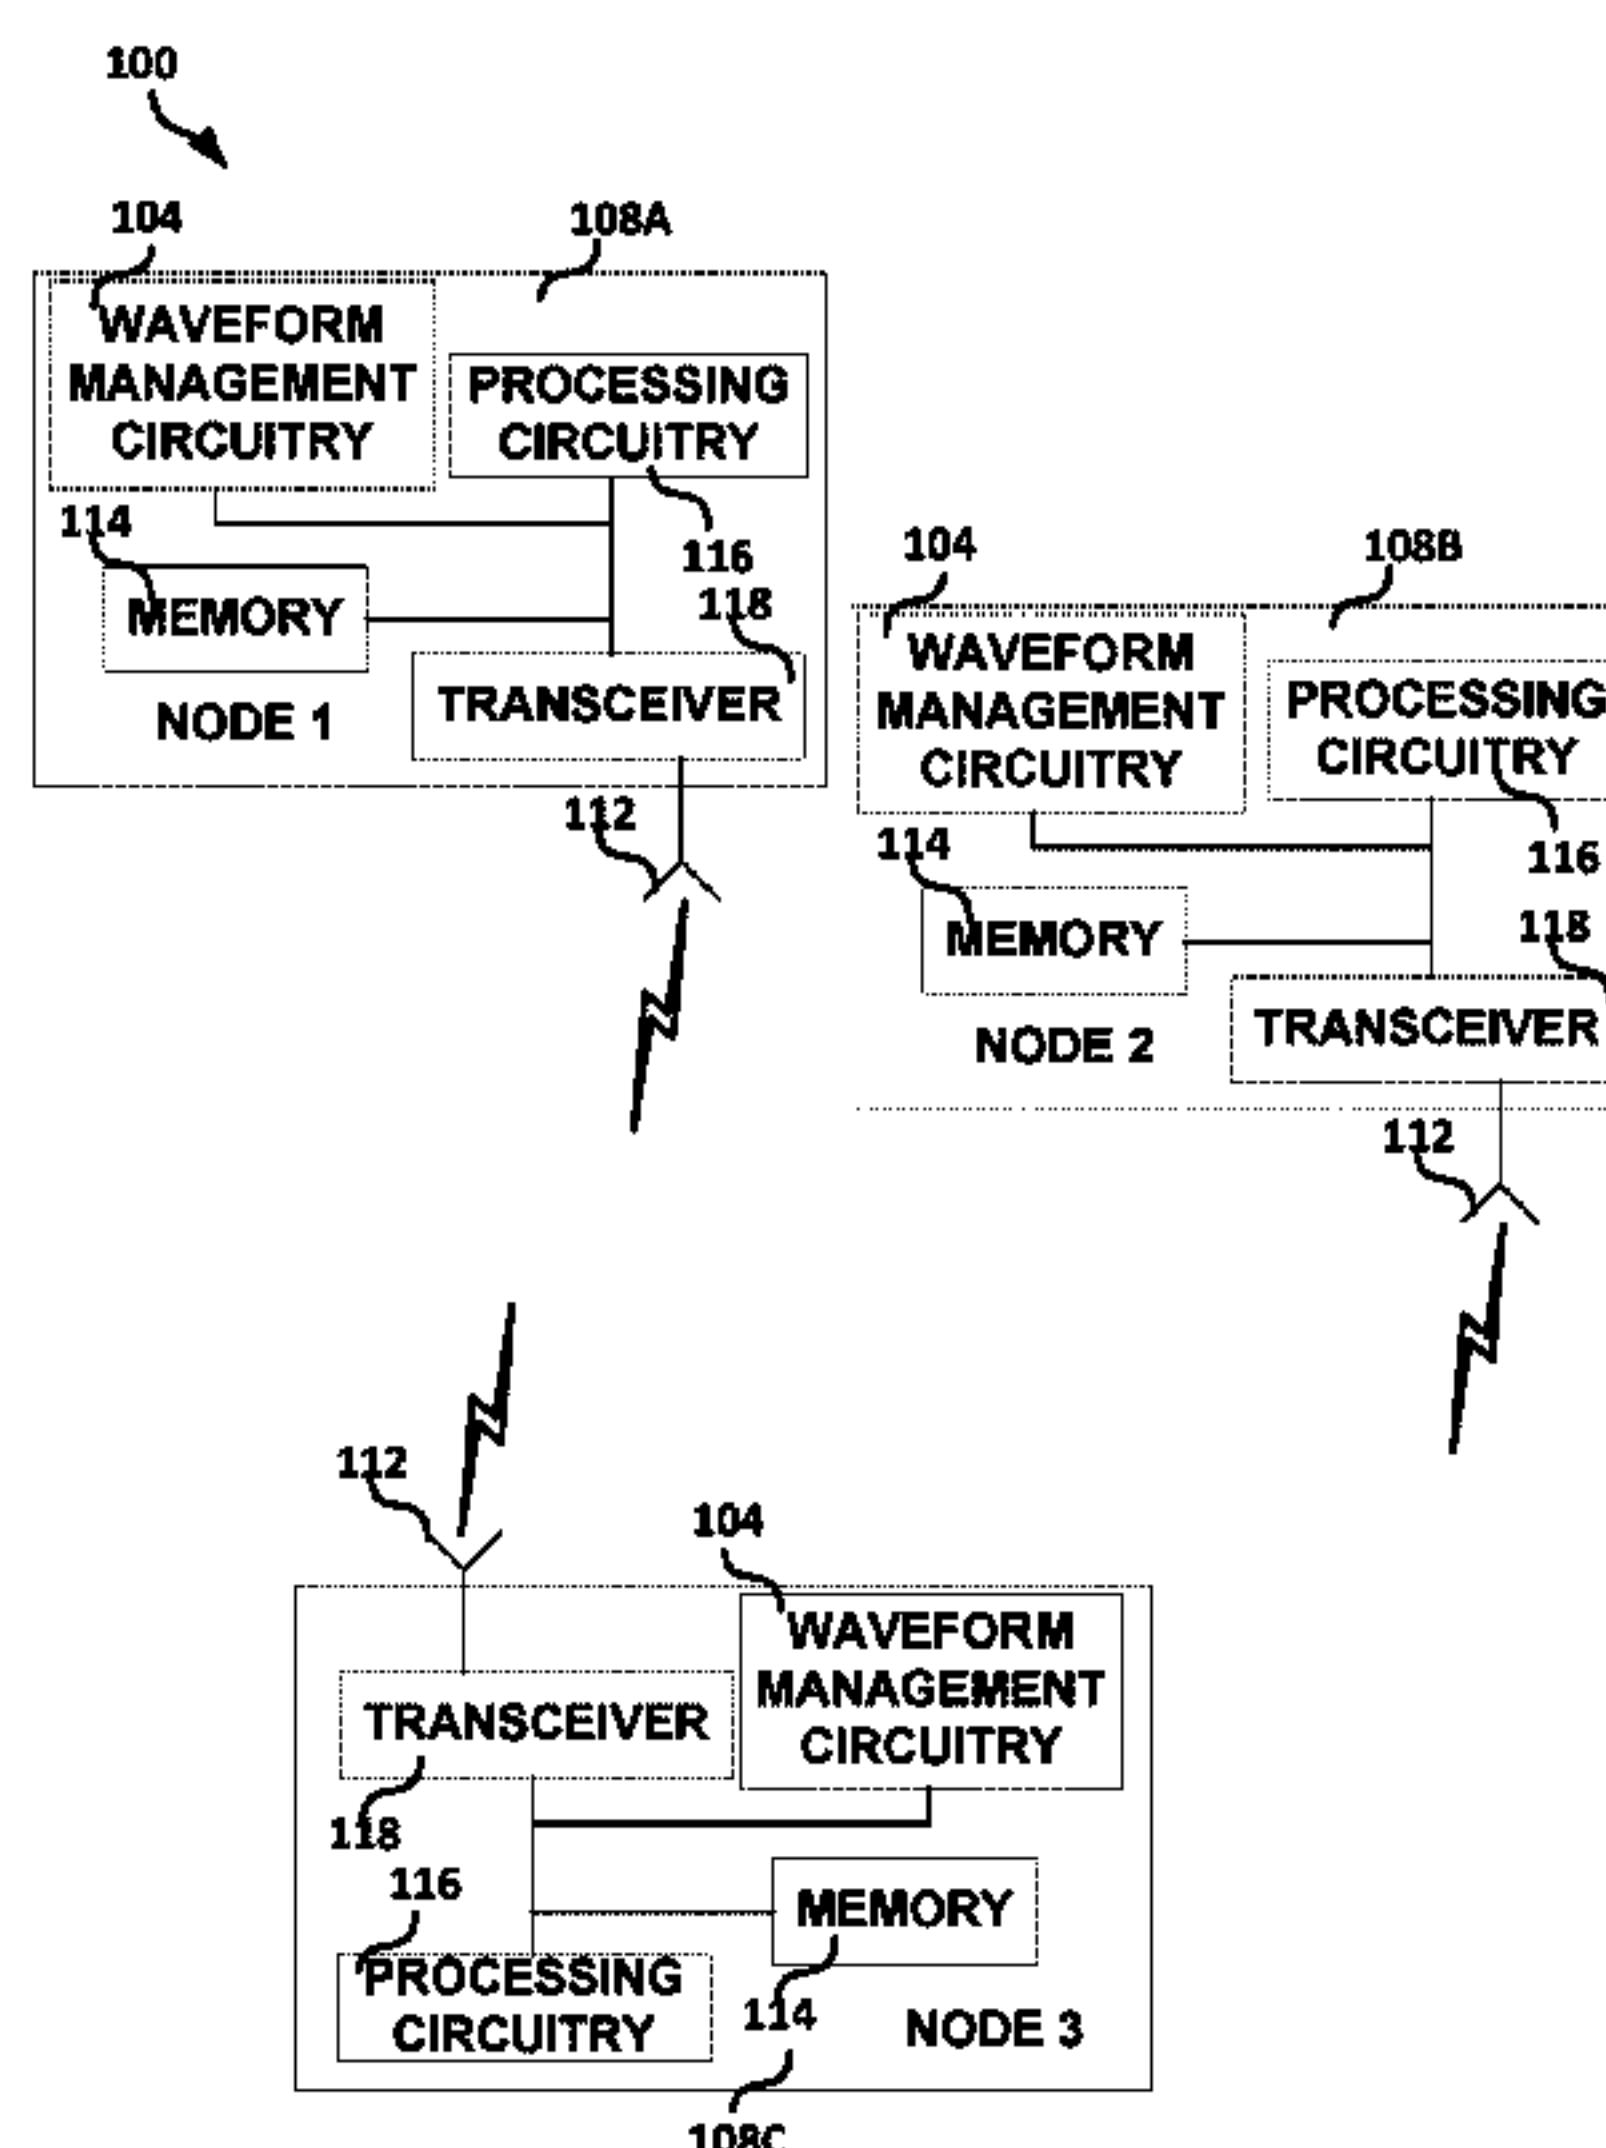 100
104
108A
WAVEFORM
MANAGEMENT
CIRCUITRY
PROCESSING
CIRCUITRY
114
116
118
MEMORY
TRANSCEIVER
NODE 1
112
104
108B
WAVEFORM
MANAGEMENT
CIRCUITRY
PROCESSING
CIRCUITRY
114
116
118
MEMORY
TRANSCEIVER
NODE 2
112
112
104
WAVEFORM
MANAGEMENT
CIRCUITRY
TRANSCEIVER
118
116
MEMORY
PROCESSING
CIRCUITRY
114
NODE 3
108C